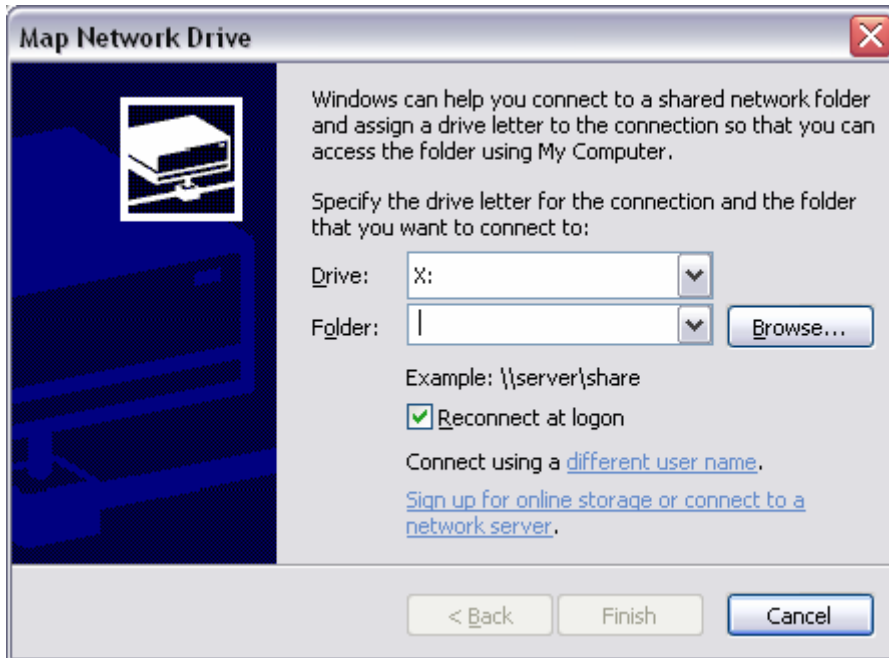 Map Network Drive
Windows can help you connect to a shared network folder
and assign a drive letter to the connection so that you can
access the folder using My Computer.
Specify the drive letter for the connection and the folder
that you want to connect to:
Drive: X:
Folder: Browse...
Example: \\server\share
Reconnect at logon
Connect using a different user name.
Sign up for online storage or connect to a
network server.
< Back Finish Cancel